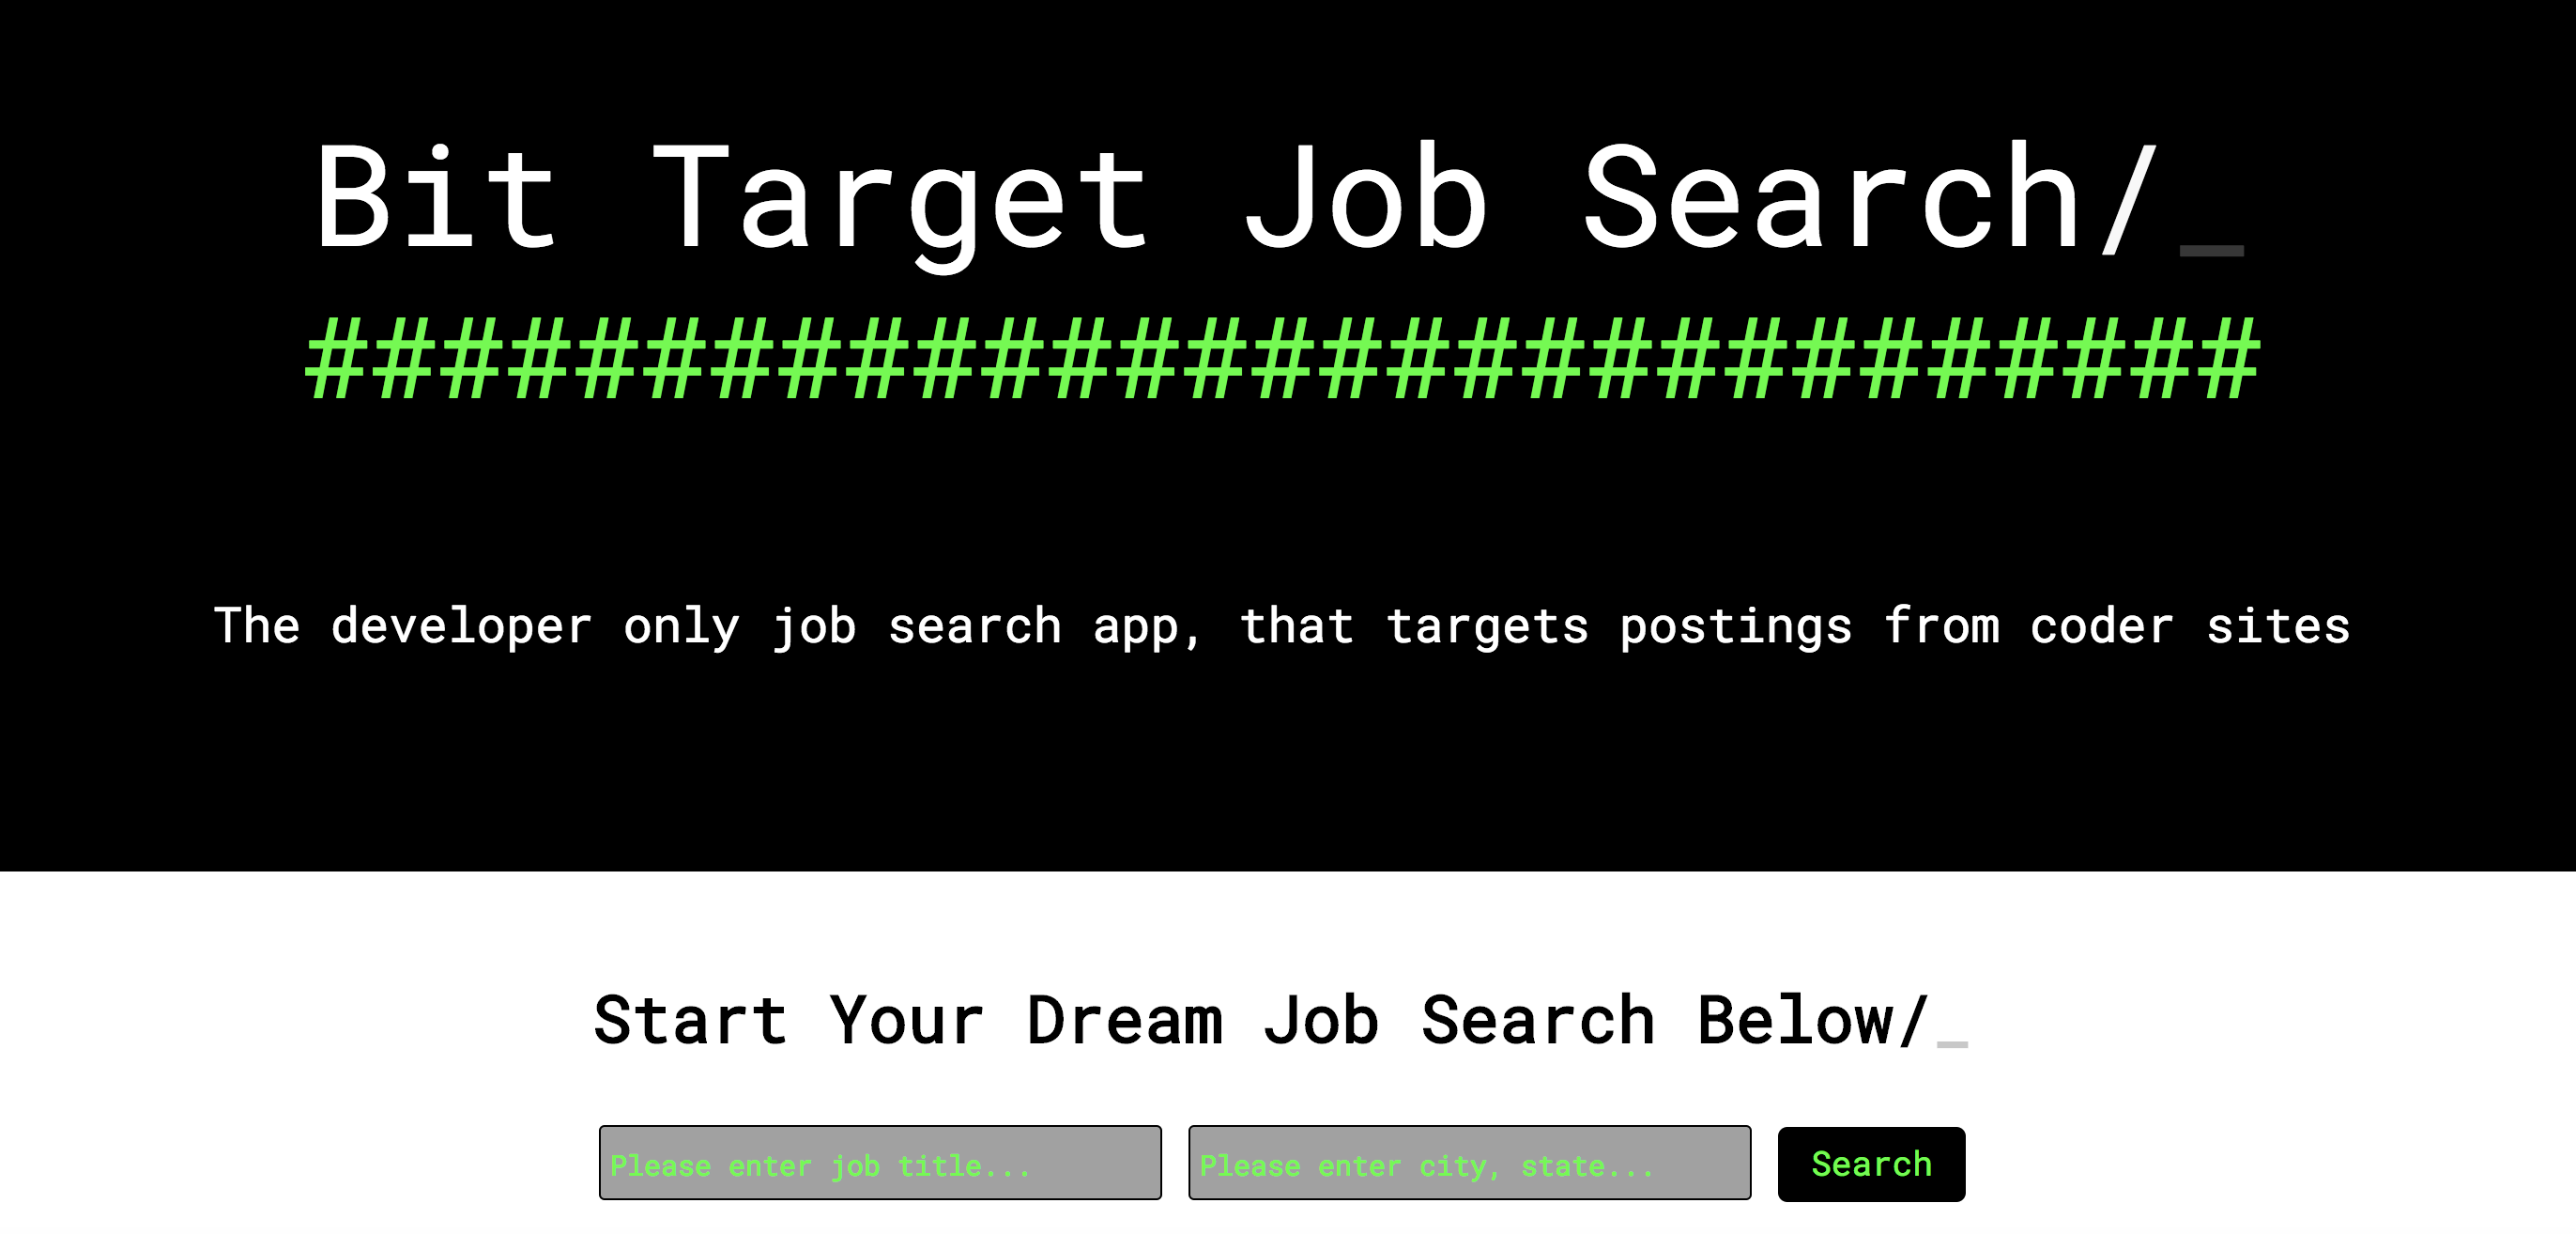 Bit Target Job Search/_
#############################
The developer only job search app, that targets postings from coder sites
Start Your Dream Job Search Below/_
Please enter job title...
Please enter city, state...
Search